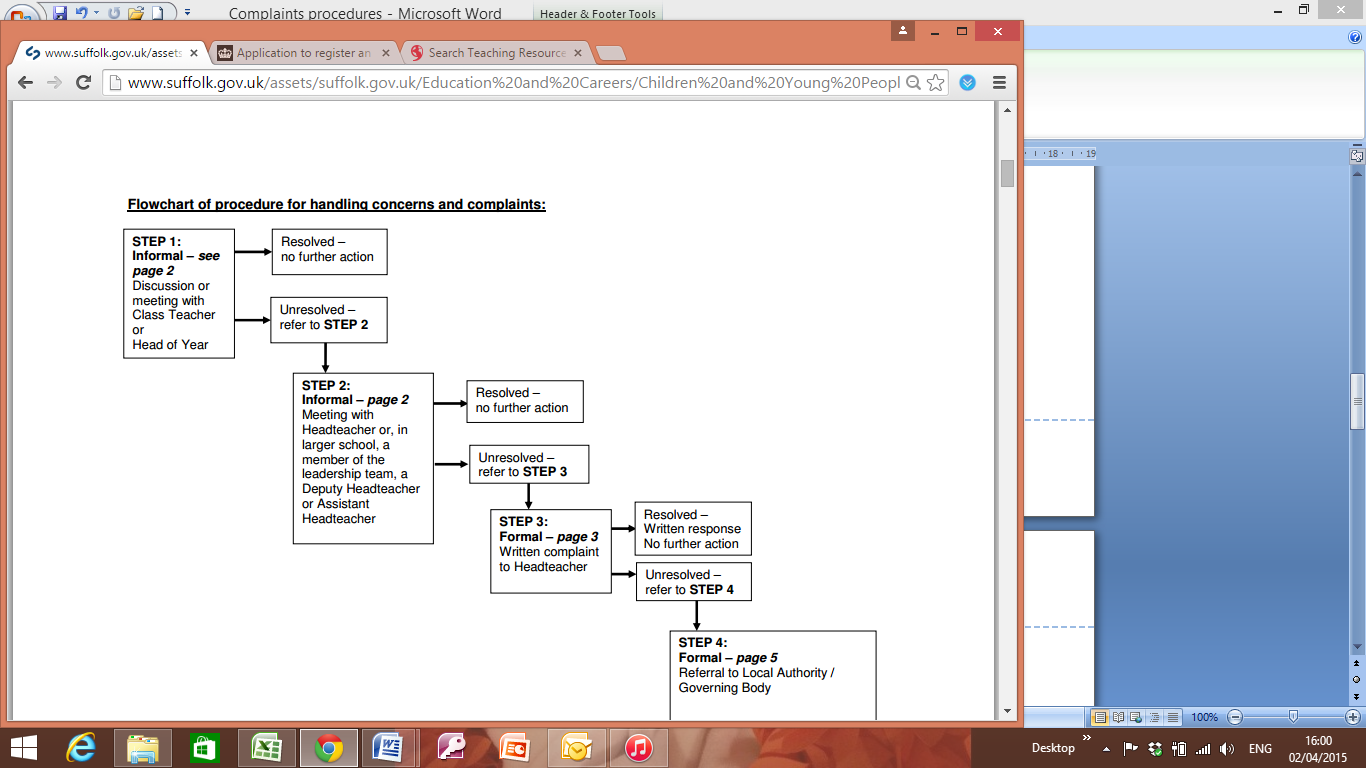 Complaints procedures - Microsoft Word
Header & Footer Tools
www.suffolk.gov.uk/assets
Application to register an
Search Teaching Resource
www.suffolk.gov.uk/assets/suffolk.gov.uk/Education%20and%20Careers/Children%20and%20Young%20Peopl
18 19
Flowchart of procedure for handling concerns and complaints:
STEP 1:
Informal – see
page 2
Discussion or
meeting with
Class Teacher
or
Head of Year
Resolved –
no further action
Unresolved –
refer to STEP 2
STEP 2:
Informal – page 2
Meeting with
Headteacher or, in
larger school, a
member of the
leadership team, a
Deputy Headteacher
or Assistant
Headteacher
Resolved –
no further action
Unresolved –
refer to STEP 3
STEP 3:
Formal – page 3
Written complaint
to Headteacher
Resolved –
Written response
No further action
Unresolved –
refer to STEP 4
STEP 4:
Formal – page 5
Referral to Local Authority /
Governing Body
100%
Desktop
ENG
16:00
02/04/2015